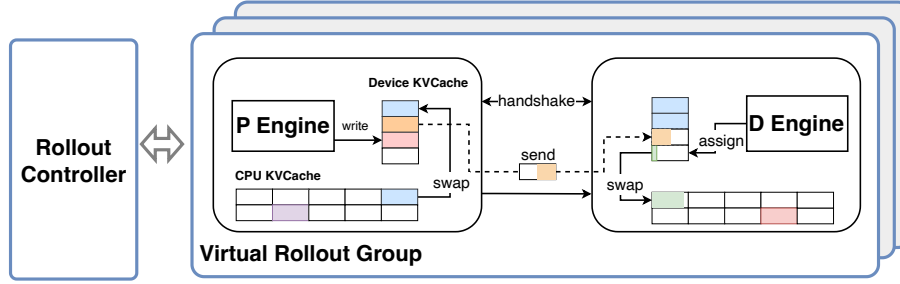 Rollout
Controller
Device KVCache
P Engine
write
CPU KVCache
swap
handshake
send
D Engine
assign
swap
Virtual Rollout Group